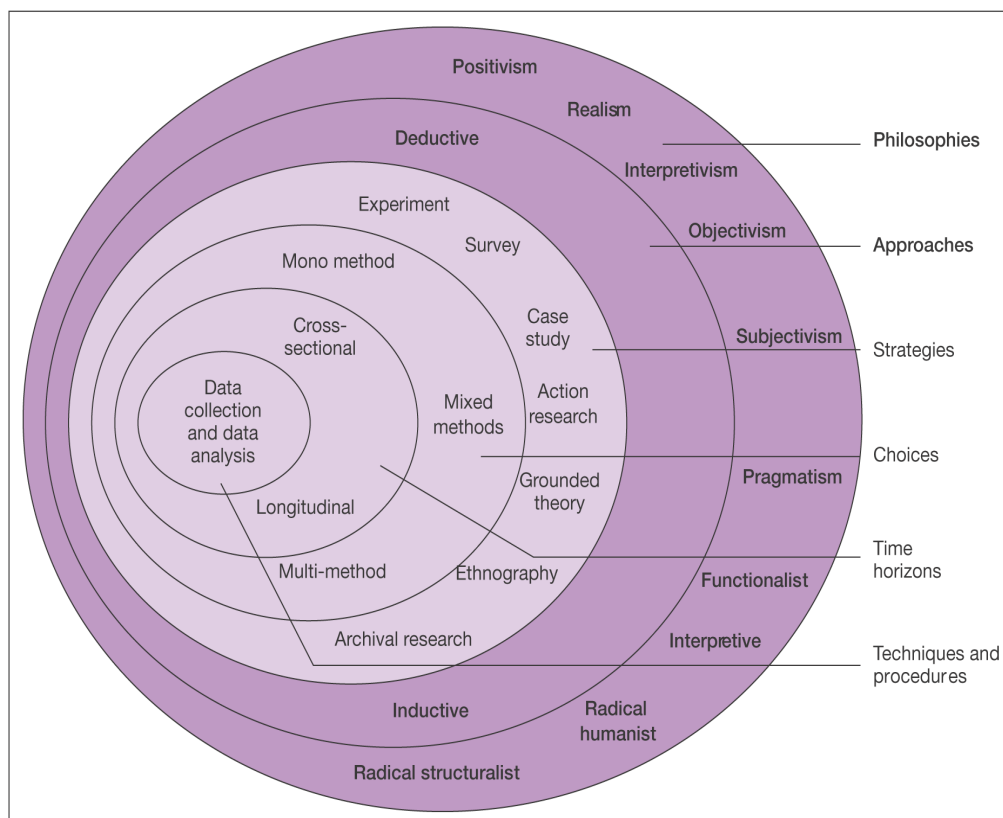 Positivism
Realism
Philosophies
Deductive
Interpretivism
Experiment
Objectivism
Survey
Approaches
Mono method
Case
study
Cross-
sectional
Subjectivism
Strategies
Data
collection
and data
analysis
Action
research
Mixed
methods
Choices
Pragmatism
Grounded
theory
Longitudinal
Time
horizons
Multi-method
Ethnography
Functionalist
Archival research
Interpretive
Techniques and
procedures
Inductive
Radical
humanist
Radical structuralist